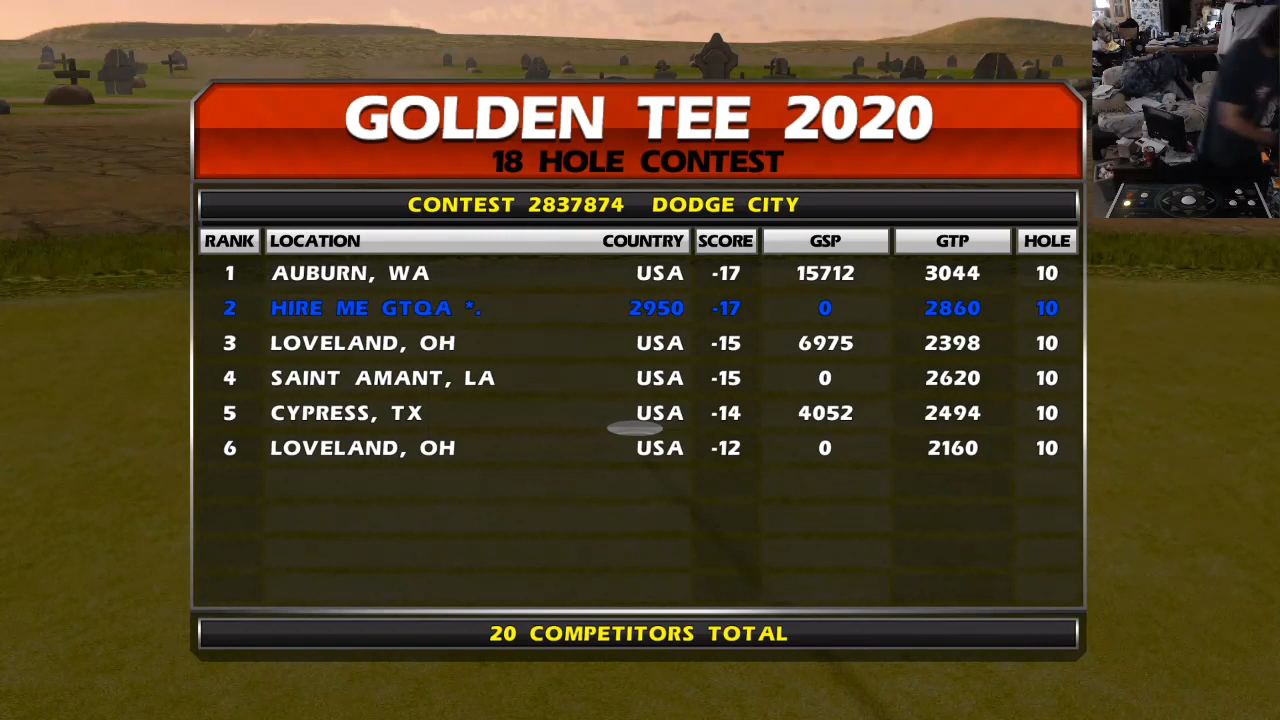 GOLDEN TEE 2020
18 HOLE CONTEST
CONTEST 2837874 DODGE CITY
RANK LOCATION COUNTRY SCORE GSP GTP HOLE
1 AUBURN, WA USA -17 15712 3044 10
2 HIRE ME GTQA *. 2950 -17 0 2860 10
3 LOVELAND, OH USA -15 6975 2398 10
4 SAINT AMANT, LA USA -15 0 2620 10
5 CYPRESS, TX USA -14 4052 2494 10
6 LOVELAND, OH USA -12 0 2160 10
20 COMPETITORS TOTAL